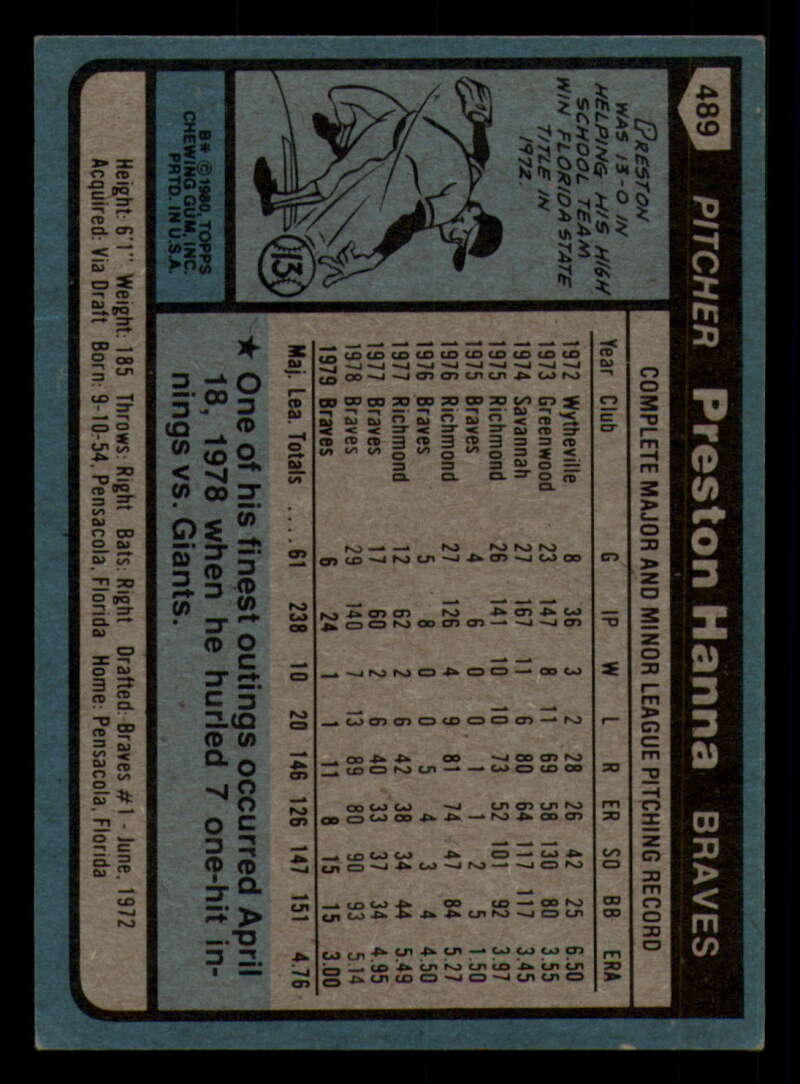 489 PITCHER Preston Hanna BRAVES
PRESTON
WAS 13-0 IN
HELPING HIS HIGH
SCHOOL TEAM
WIN FLORIDA STATE
TITLE IN
1972.
13
B* © 1980, TOPPS
CHEWING GUM, INC.
PRTD. IN U.S.A.
COMPLETE MAJOR AND MINOR LEAGUE PITCHING RECORD
Year Club G IP W L R ER SO BB ERA
1972 Wytheville 8 36 3 2 28 26 42 25 6.50
1973 Greenwood 23 147 8 11 69 58 130 80 3.55
1974 Savannah 27 167 11 6 80 64 117 117 3.45
1975 Richmond 26 141 10 10 73 52 101 92 3.97
1975 Braves 4 6 0 0 1 1 2 5 1.50
1976 Richmond 27 126 4 9 81 74 47 84 5.27
1976 Braves 5 8 0 0 5 4 3 4 4.50
1977 Richmond 12 62 2 6 42 38 34 44 5.49
1977 Braves 17 60 2 6 40 33 37 34 4.95
1978 Braves 29 140 7 13 89 80 90 93 5.14
1979 Braves 6 24 1 1 11 8 15 15 3.00
Maj. Lea. Totals .... 61 238 10 20 146 126 147 151 4.76
★ One of his finest outings occurred April
18, 1978 when he hurled 7 one-hit in-
nings vs. Giants.
Height: 6'1" Weight: 185 Throws: Right Bats: Right Drafted: Braves #1 - June, 1972
Acquired: Via Draft Born: 9-10-54, Pensacola, Florida Home: Pensacola, Florida